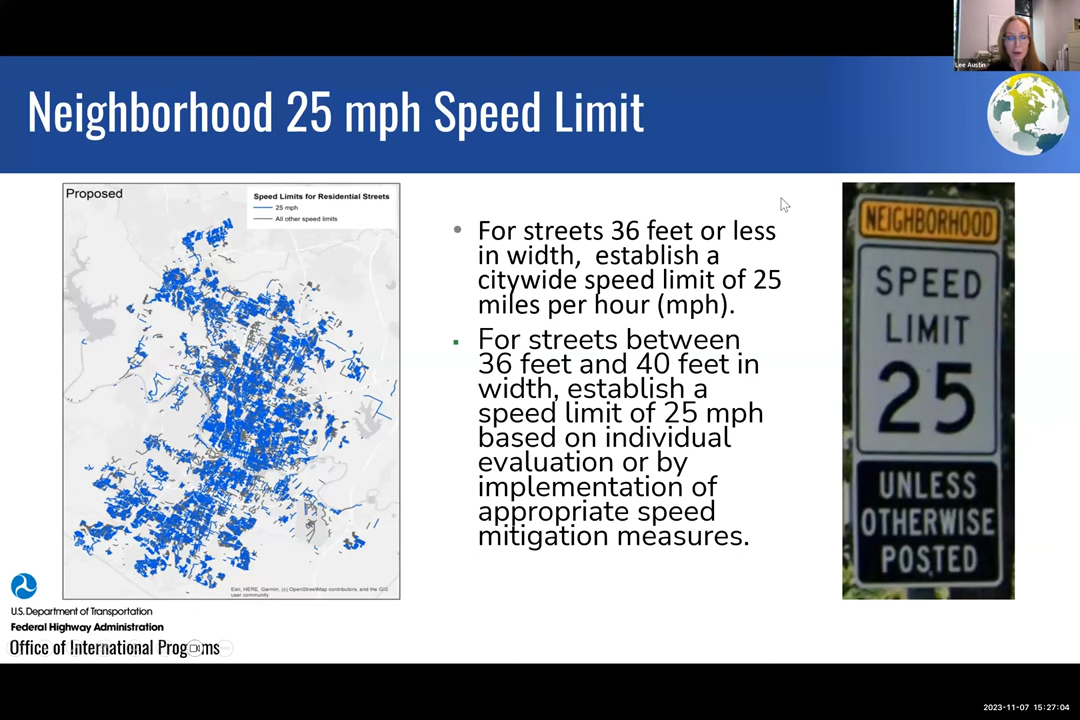 Lee Austin
Neighborhood 25 mph Speed Limit
Proposed
Speed Limits for Residential Streets
25 mph
All other speed limits
Esri, HERE, Garmin, (c) OpenStreetMap contributors, and the GIS
user community
• For streets 36 feet or less
in width, establish a
citywide speed limit of 25
miles per hour (mph).
▪ For streets between
36 feet and 40 feet in
width, establish a
speed limit of 25 mph
based on individual
evaluation or by
implementation of
appropriate speed
mitigation measures.
NEIGHBORHOOD
SPEED
LIMIT
25
UNLESS
OTHERWISE
POSTED
U.S. Department of Transportation
Federal Highway Administration
Office of International Programs
2023-11-07 15:27:04